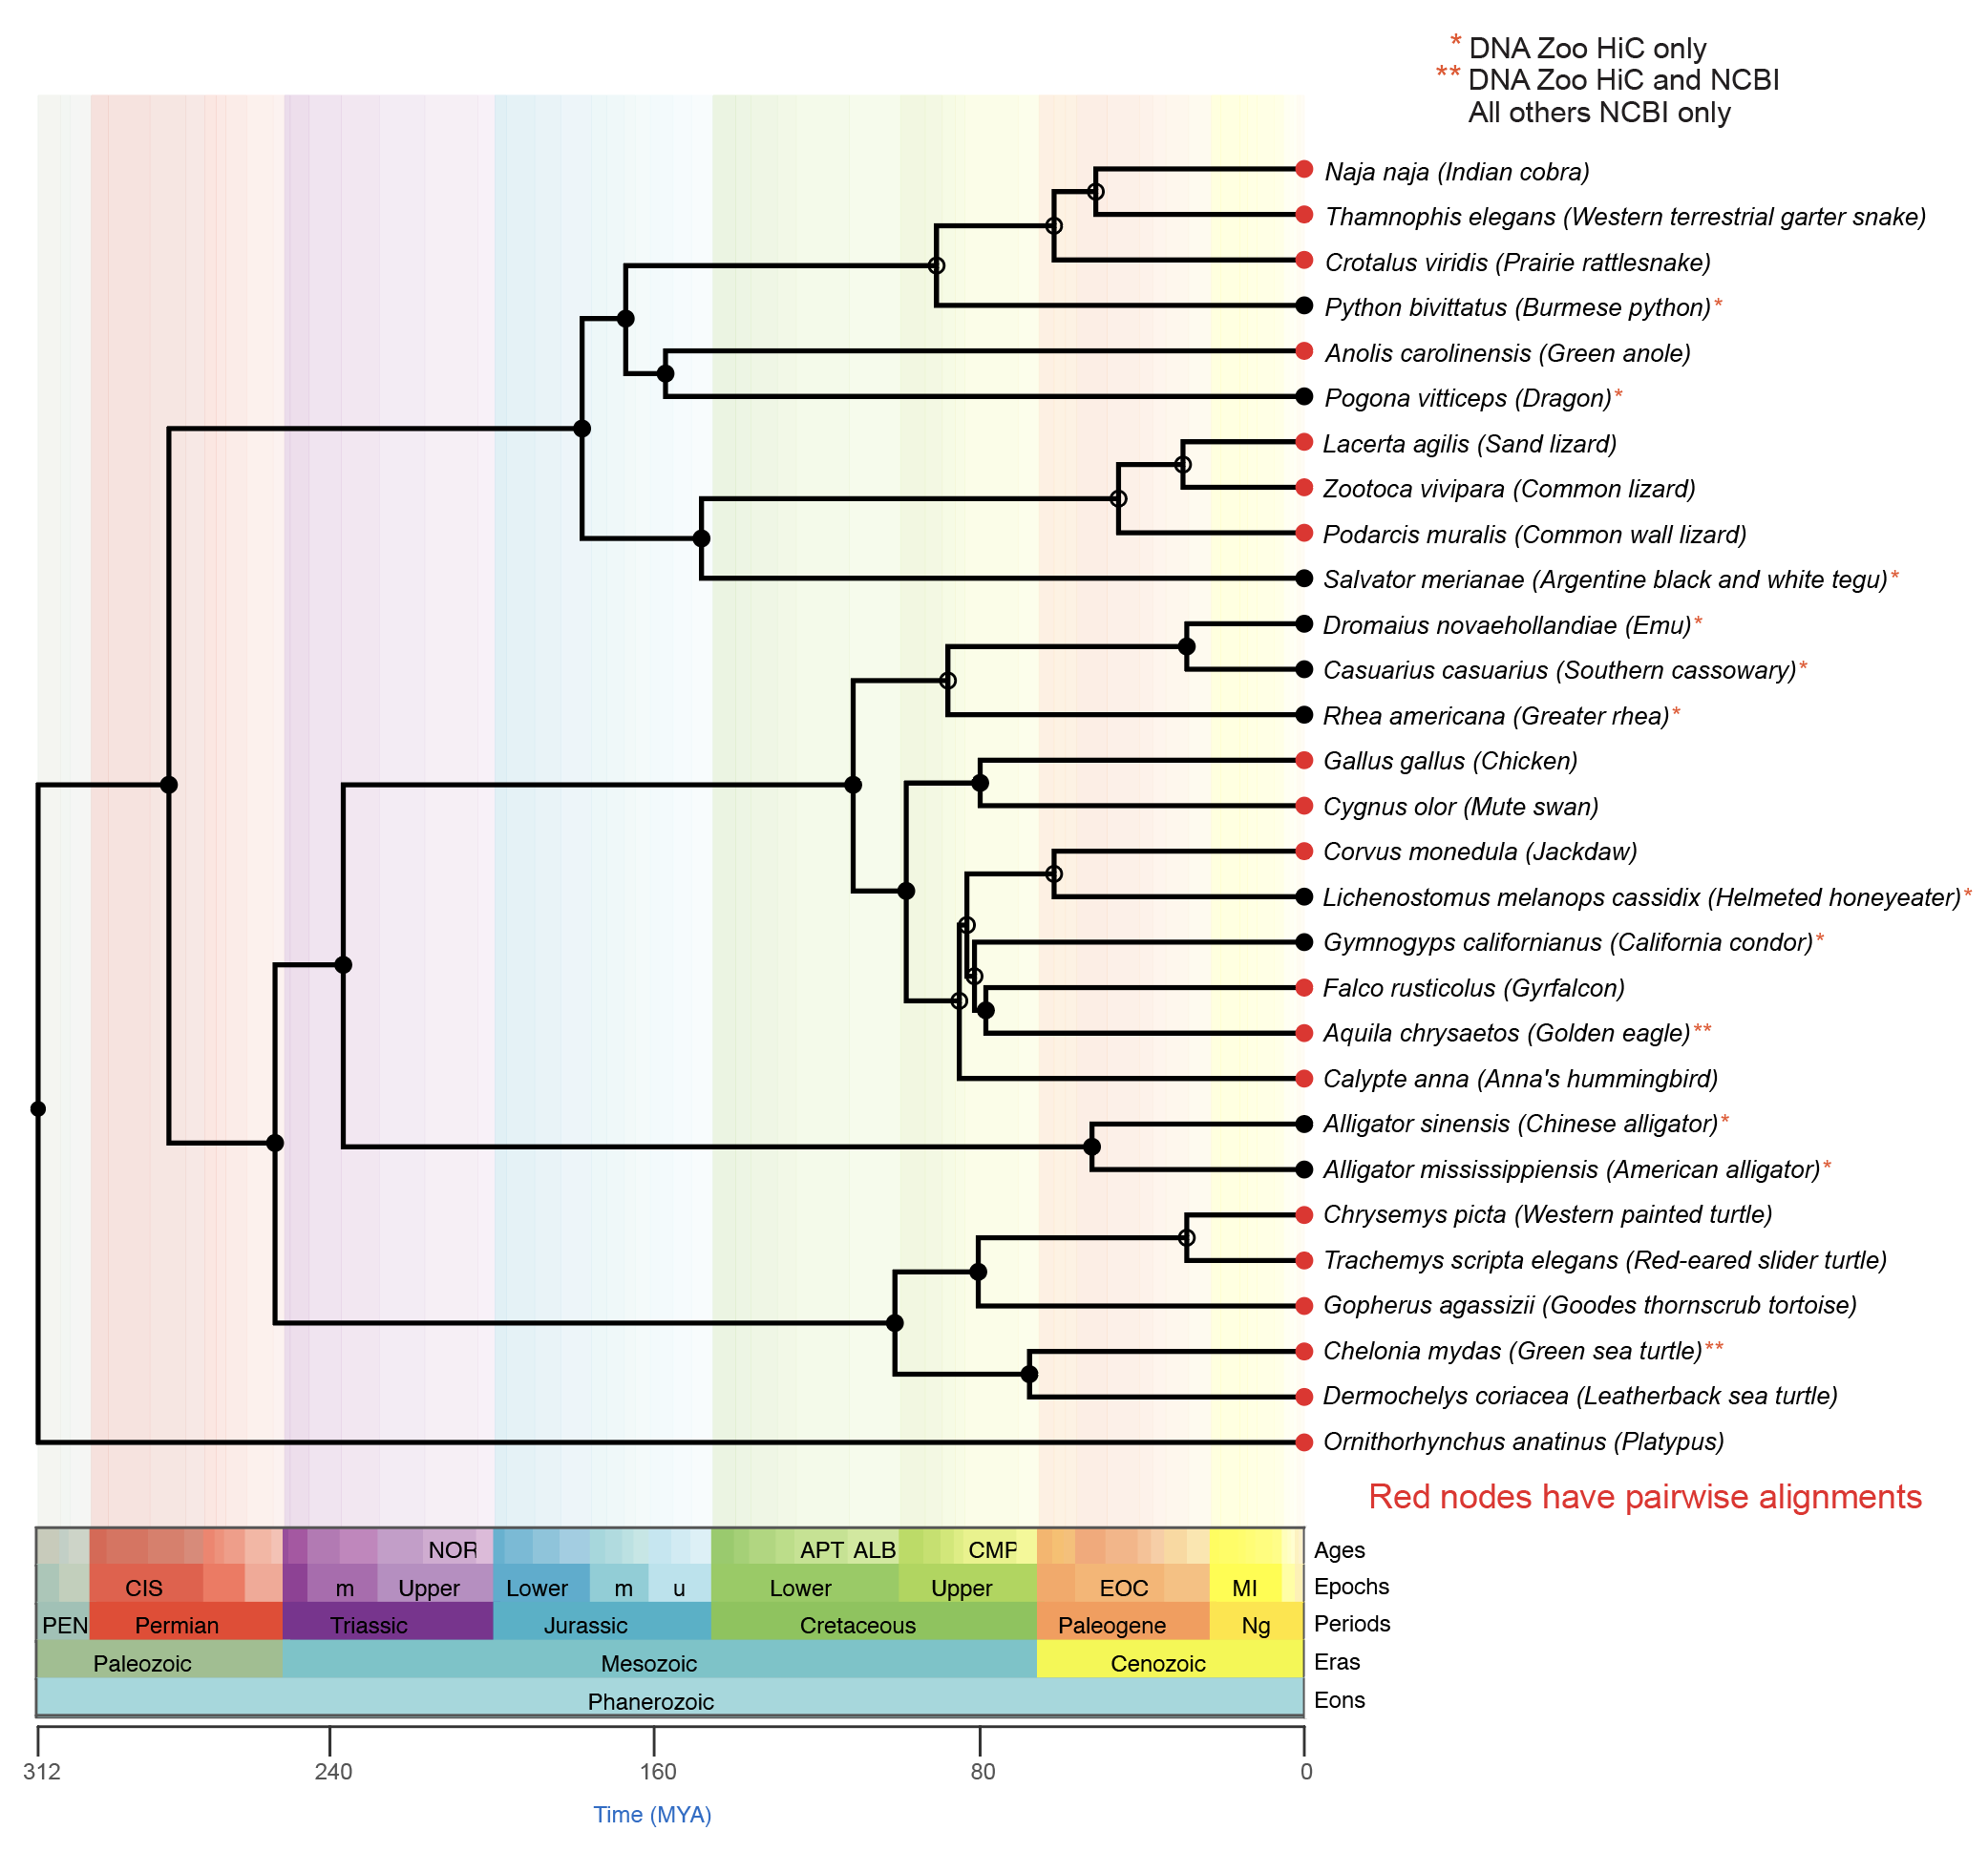 * DNA Zoo HiC only
** DNA Zoo HiC and NCBI
All others NCBI only
Naja naja (Indian cobra)
Thamnophis elegans (Western terrestrial garter snake)
Crotalus viridis (Prairie rattlesnake)
Python bivittatus (Burmese python)*
Anolis carolinensis (Green anole)
Pogona vitticeps (Dragon)*
Lacerta agilis (Sand lizard)
Zootoca vivipara (Common lizard)
Podarcis muralis (Common wall lizard)
Salvator merianae (Argentine black and white tegu)*
Dromaius novaehollandiae (Emu)*
Casuarius casuarius (Southern cassowary)*
Rhea americana (Greater rhea)*
Gallus gallus (Chicken)
Cygnus olor (Mute swan)
Corvus monedula (Jackdaw)
Lichenostomus melanops cassidix (Helmeted honeyeater)*
Gymnogyps californianus (California condor)*
Falco rusticolus (Gyrfalcon)
Aquila chrysaetos (Golden eagle)**
Calypte anna (Anna's hummingbird)
Alligator sinensis (Chinese alligator)*
Alligator mississippiensis (American alligator)*
Chrysemys picta (Western painted turtle)
Trachemys scripta elegans (Red-eared slider turtle)
Gopherus agassizii (Goodes thornscrub tortoise)
Chelonia mydas (Green sea turtle)**
Dermochelys coriacea (Leatherback sea turtle)
Ornithorhynchus anatinus (Platypus)
Red nodes have pairwise alignments
NOR APT ALB CMP Ages
CIS m Upper Lower m u Lower Upper EOC MI Epochs
PEN Permian Triassic Jurassic Cretaceous Paleogene Ng Periods
Paleozoic Mesozoic Cenozoic Eras
Phanerozoic Eons
312 240 160 80 0
Time (MYA)